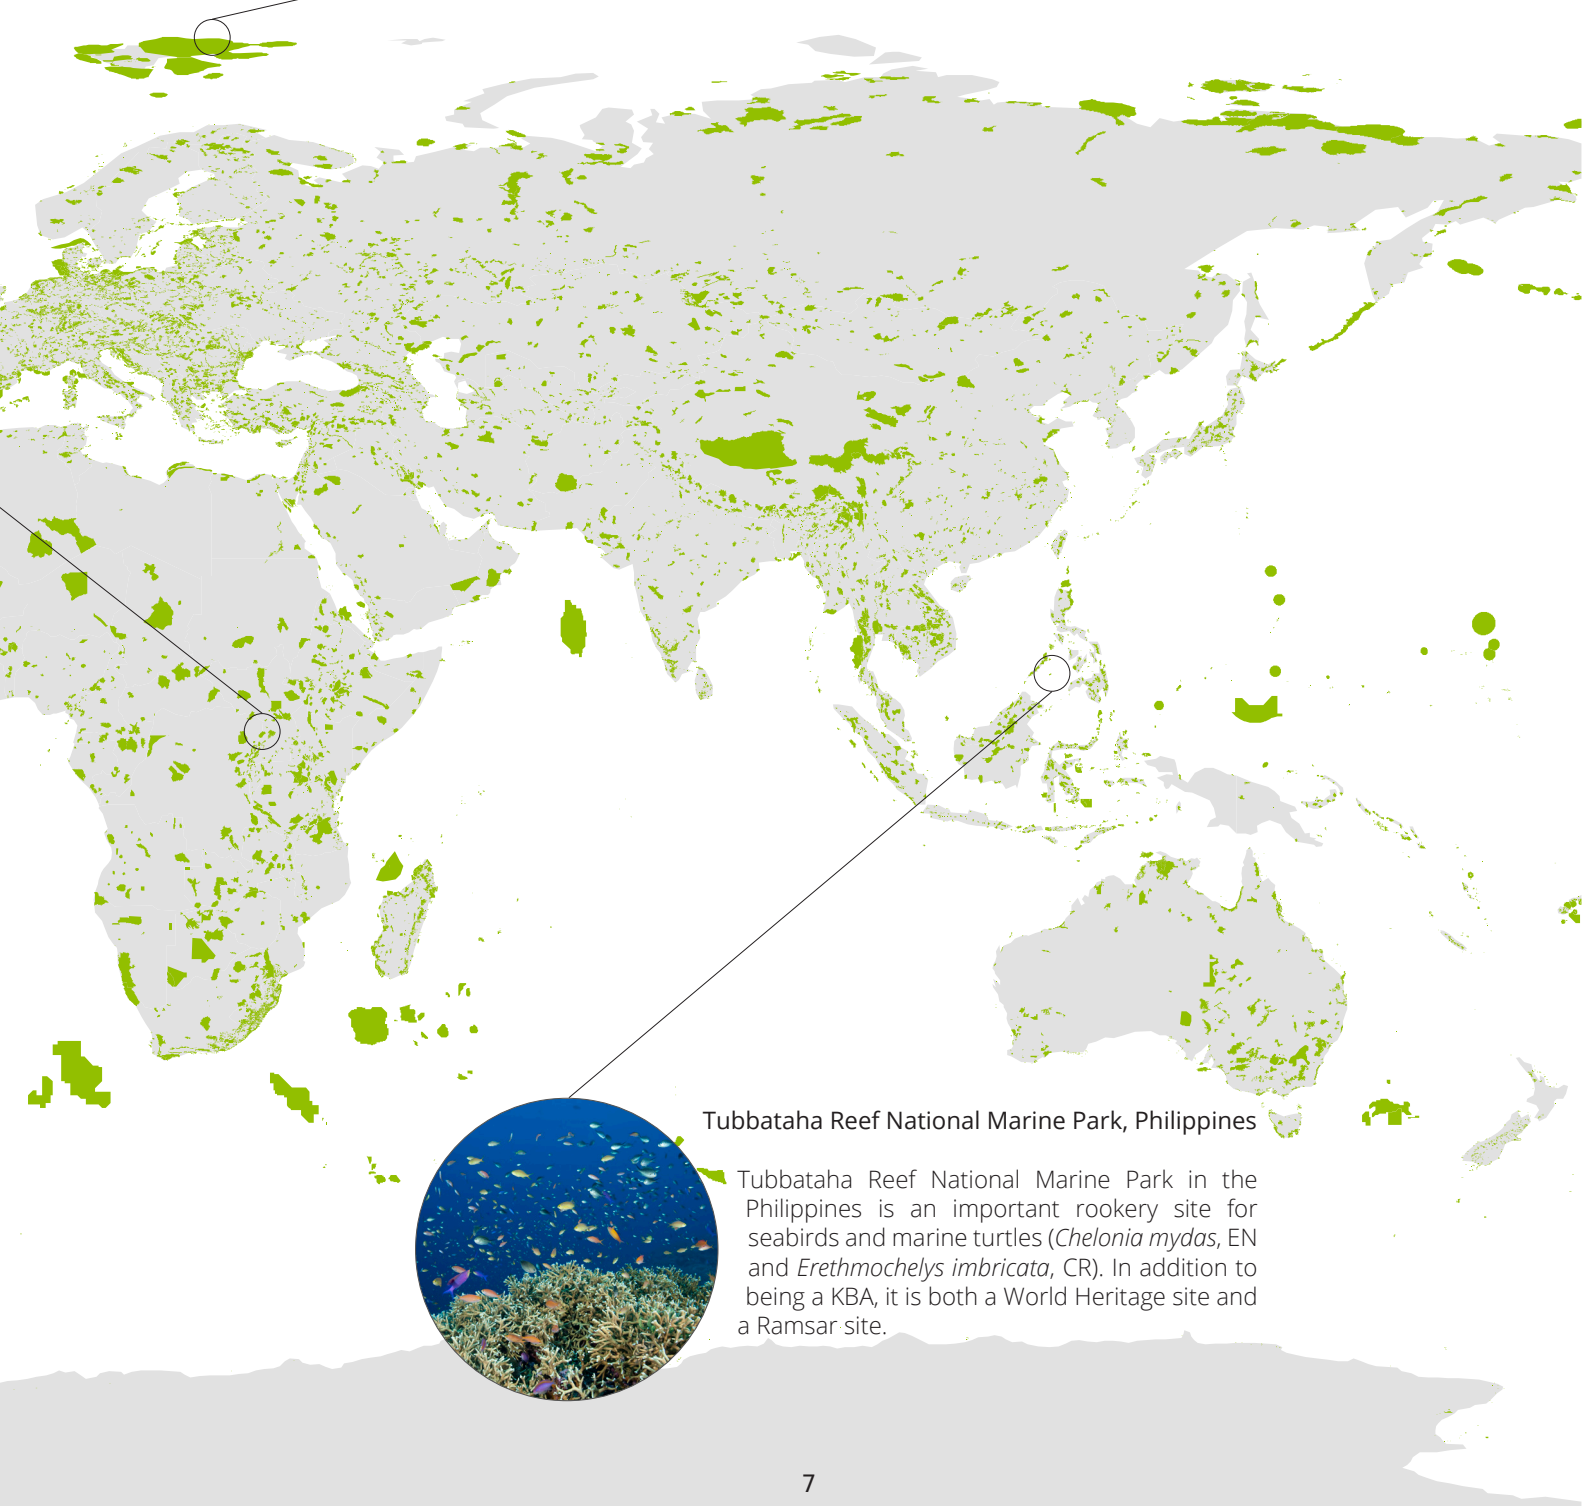 Tubbataha Reef National Marine Park, Philippines
Tubbataha Reef National Marine Park in the
Philippines is an important rookery site for
seabirds and marine turtles (Chelonia mydas, EN
and Erethmochelys imbricata, CR). In addition to
being a KBA, it is both a World Heritage site and
a Ramsar site.
7